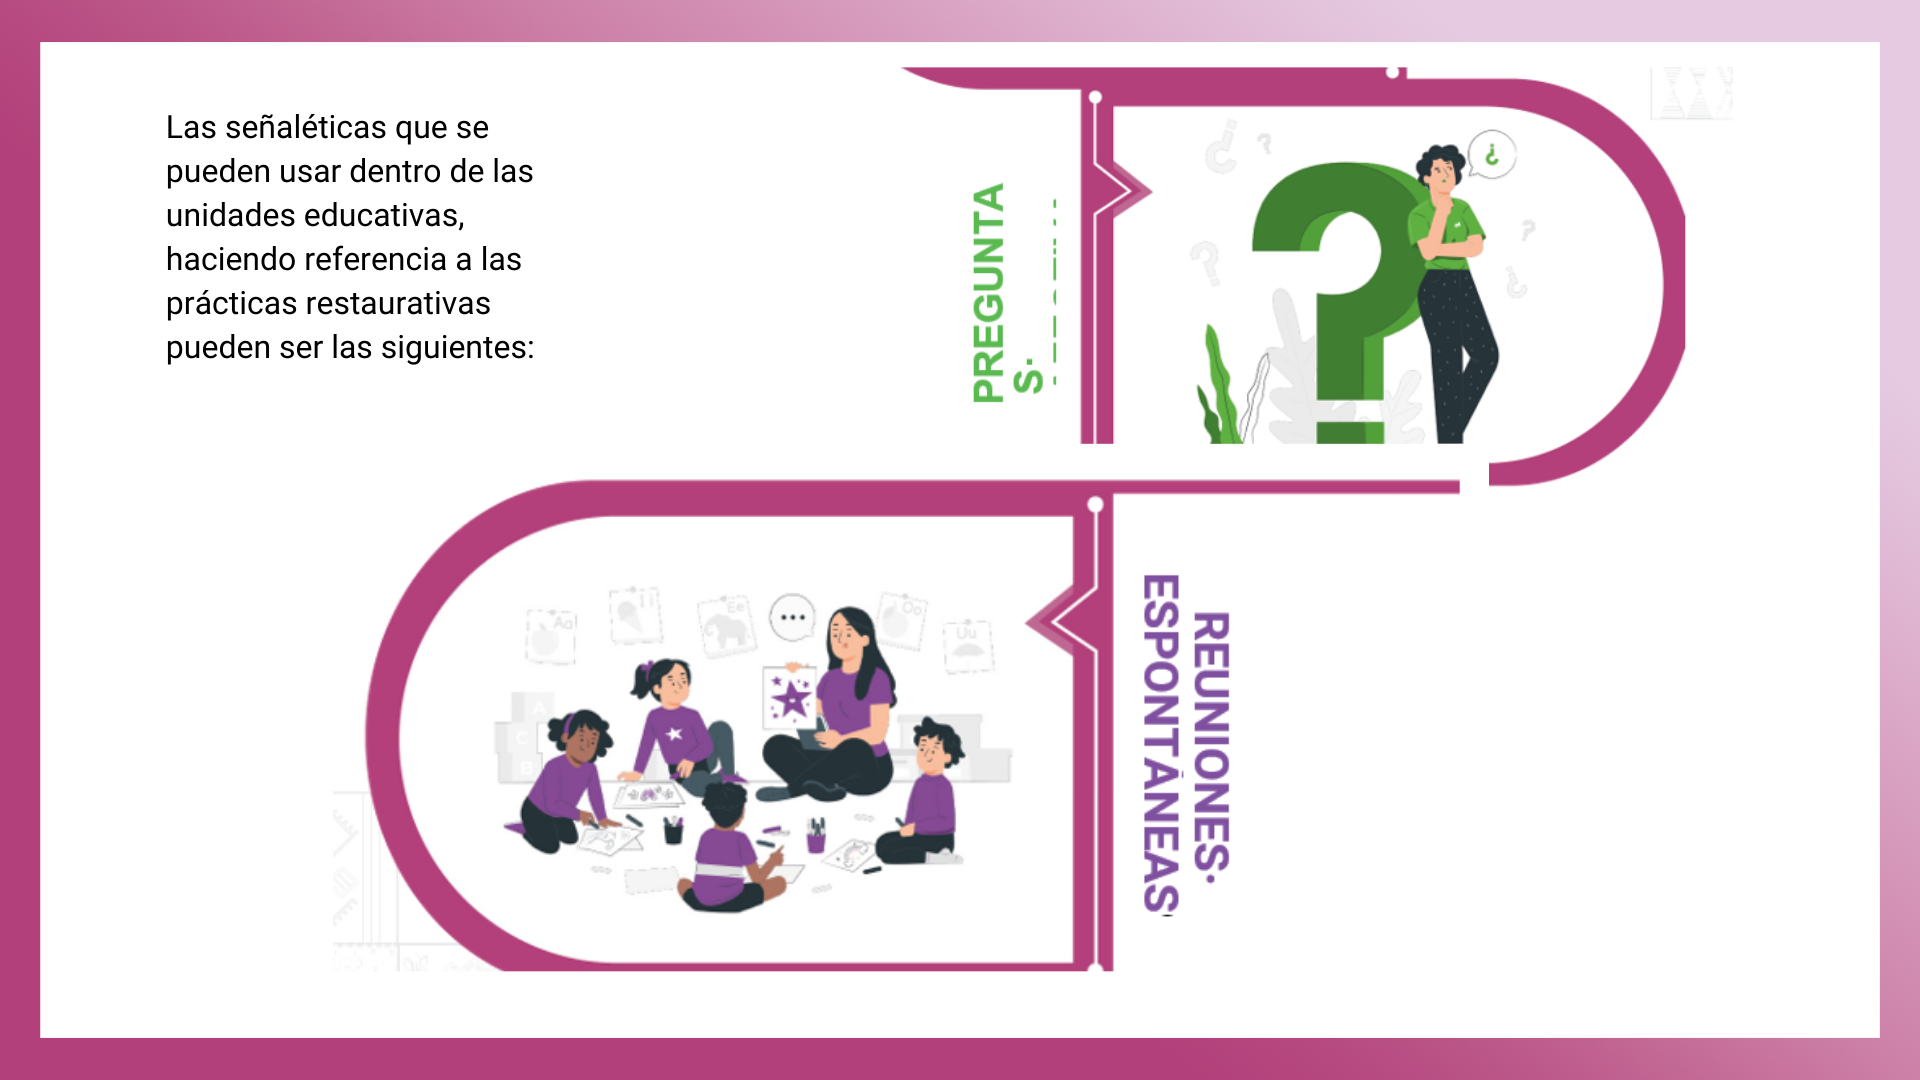 Las señaléticas que se
pueden usar dentro de las
unidades educativas,
haciendo referencia a las
prácticas restaurativas
pueden ser las siguientes:
PREGUNTA
S·
¿
?
Aa
Ee
Oo
Uu
A
C
B
REUNIONES·
ESPONTÁNEAS